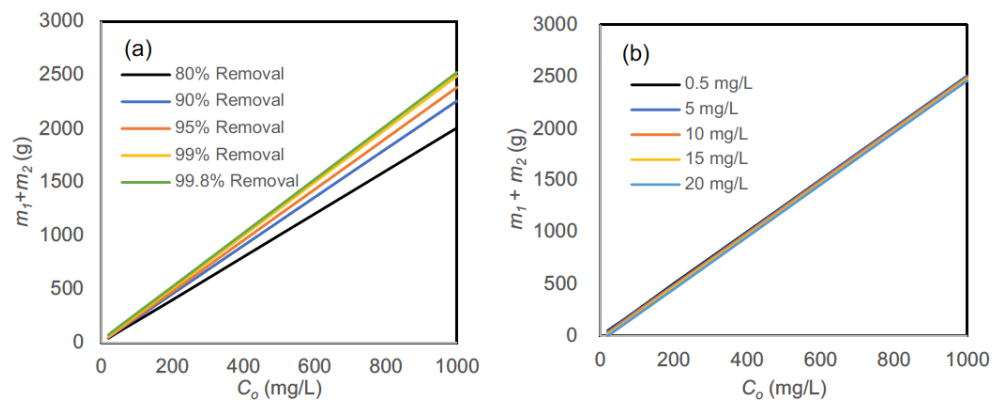 3000
2500
2000
1500
1000
500
0
m₁+m₂ (g)
(a)
80% Removal
90% Removal
95% Removal
99% Removal
99.8% Removal
0 200 400 600 800 1000
Cₒ (mg/L)
3000
2500
2000
1500
1000
500
0
m₁ + m₂ (g)
(b)
0.5 mg/L
5 mg/L
10 mg/L
15 mg/L
20 mg/L
0 200 400 600 800 1000
Cₒ (mg/L)